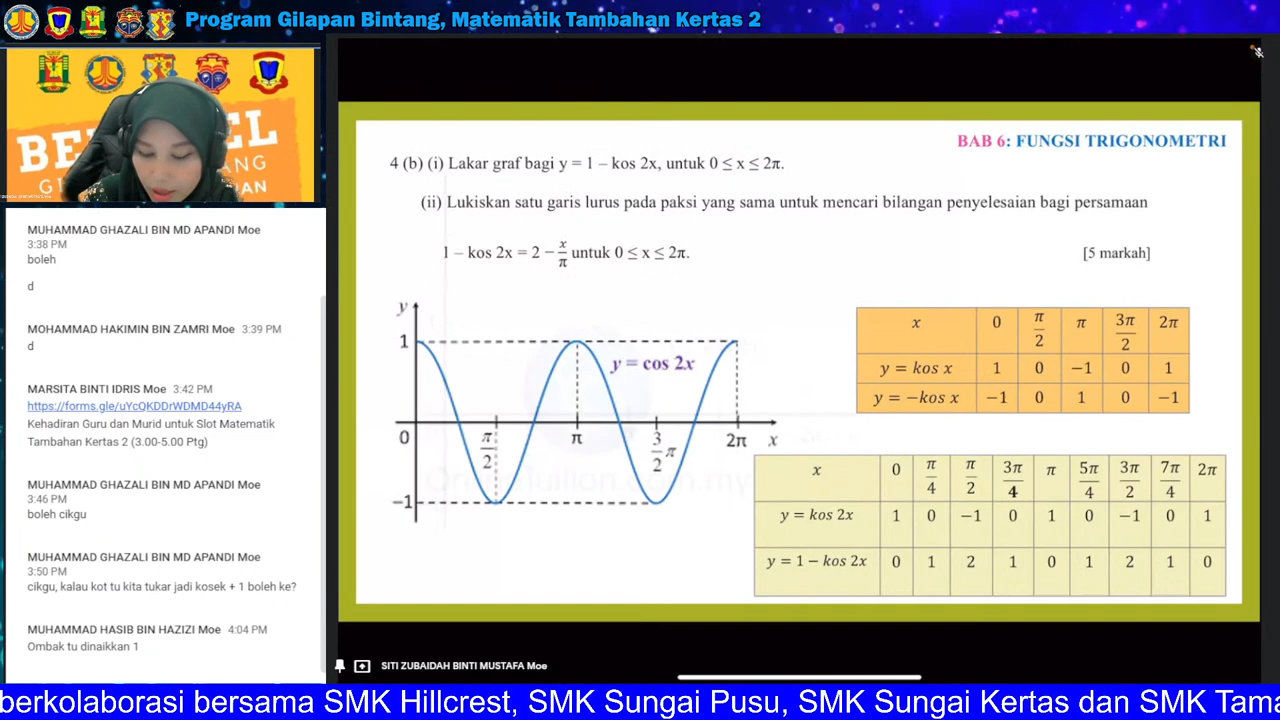 Program Gilapan Bintang, Matematik Tambahan Kertas 2
MUHAMMAD GHAZALI BIN MD APANDI Moe
3:38 PM
boleh
d
MOHAMMAD HAKIMIN BIN ZAMRI Moe 3:39 PM
d
MARSITA BINTI IDRIS Moe 3:42 PM
https://forms.gle/uYcQKDDrWDMD44yRA
Kehadiran Guru dan Murid untuk Slot Matematik
Tambahan Kertas 2 (3.00-5.00 Ptg)
MUHAMMAD GHAZALI BIN MD APANDI Moe
3:46 PM
boleh cikgu
MUHAMMAD GHAZALI BIN MD APANDI Moe
3:50 PM
cikgu, kalau kot tu kita tukar jadi kosek + 1 boleh ke?
MUHAMMAD HASIB BIN HAZIZI Moe 4:04 PM
Ombak tu dinaikkan 1
BAB 6: FUNGSI TRIGONOMETRI
4 (b) (i) Lakar graf bagi y = 1 – kos 2x, untuk 0 ≤ x ≤ 2π.
(ii) Lukiskan satu garis lurus pada paksi yang sama untuk mencari bilangan penyelesaian bagi persamaan
1 – kos 2x = 2 − x/π untuk 0 ≤ x ≤ 2π. [5 markah]
y
1
y = cos 2x
0 π/2 π 3/2 π 2π x
−1
x 0 π/2 π 3π/2 2π
y = kos x 1 0 −1 0 1
y = −kos x −1 0 1 0 −1
x 0 π/4 π/2 3π/4 π 5π/4 3π/2 7π/4 2π
y = kos 2x 1 0 −1 0 1 0 −1 0 1
y = 1 − kos 2x 0 1 2 1 0 1 2 1 0
SITI ZUBAIDAH BINTI MUSTAFA Moe
berkolaborasi bersama SMK Hillcrest, SMK Sungai Pusu, SMK Sungai Kertas dan SMK Tama